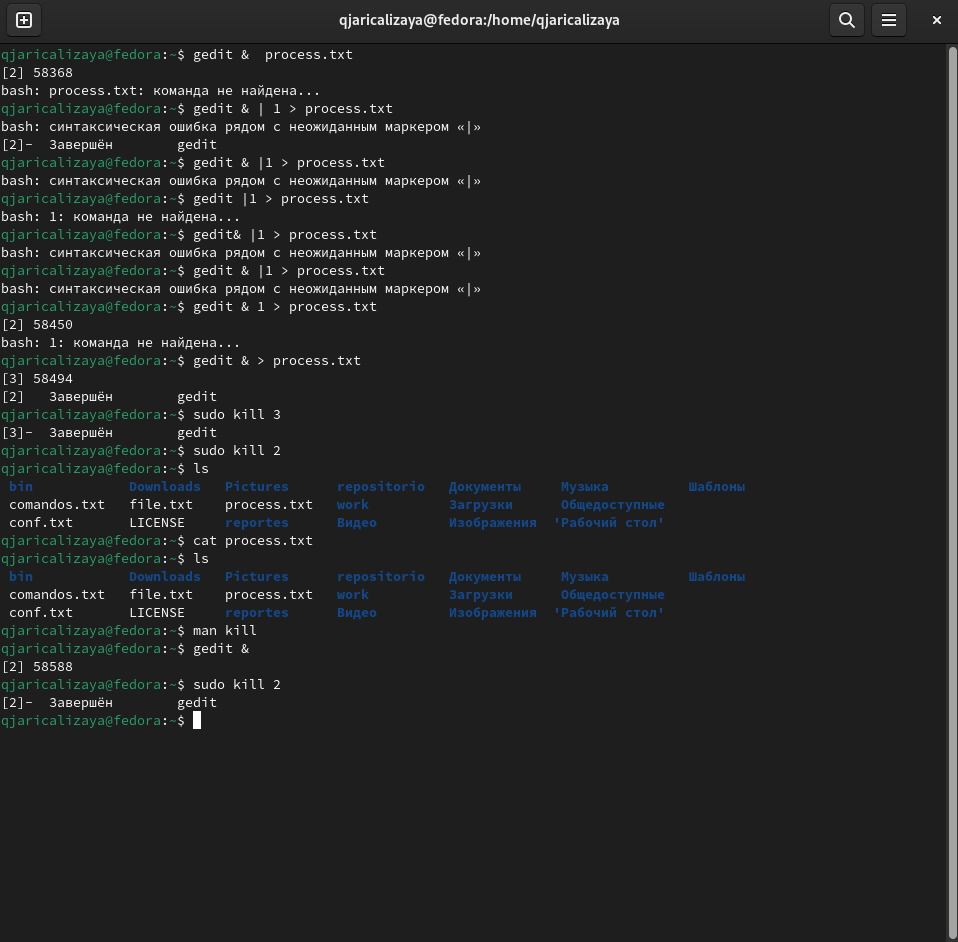 qjaricalizaya@fedora:/home/qjaricalizaya
qjaricalizaya@fedora:~$ gedit &  process.txt
[2] 58368
bash: process.txt: команда не найдена...
qjaricalizaya@fedora:~$ gedit & | 1 > process.txt
bash: синтаксическая ошибка рядом с неожиданным маркером «|»
[2]-  Завершён        gedit
qjaricalizaya@fedora:~$ gedit & |1 > process.txt
bash: синтаксическая ошибка рядом с неожиданным маркером «|»
qjaricalizaya@fedora:~$ gedit |1 > process.txt
bash: 1: команда не найдена...
qjaricalizaya@fedora:~$ gedit& |1 > process.txt
bash: синтаксическая ошибка рядом с неожиданным маркером «|»
qjaricalizaya@fedora:~$ gedit & |1 > process.txt
bash: синтаксическая ошибка рядом с неожиданным маркером «|»
qjaricalizaya@fedora:~$ gedit & 1 > process.txt
[2] 58450
bash: 1: команда не найдена...
qjaricalizaya@fedora:~$ gedit & > process.txt
[3] 58494
[2]   Завершён        gedit
qjaricalizaya@fedora:~$ sudo kill 3
[3]-  Завершён        gedit
qjaricalizaya@fedora:~$ sudo kill 2
qjaricalizaya@fedora:~$ ls
 bin            Downloads   Pictures      repositorio   Документы     Музыка          Шаблоны
 comandos.txt   file.txt    process.txt   work          Загрузки      Общедоступные
 conf.txt       LICENSE     reportes      Видео         Изображения  'Рабочий стол'
qjaricalizaya@fedora:~$ cat process.txt
qjaricalizaya@fedora:~$ ls
 bin            Downloads   Pictures      repositorio   Документы     Музыка          Шаблоны
 comandos.txt   file.txt    process.txt   work          Загрузки      Общедоступные
 conf.txt       LICENSE     reportes      Видео         Изображения  'Рабочий стол'
qjaricalizaya@fedora:~$ man kill
qjaricalizaya@fedora:~$ gedit &
[2] 58588
qjaricalizaya@fedora:~$ sudo kill 2
[2]-  Завершён        gedit
qjaricalizaya@fedora:~$